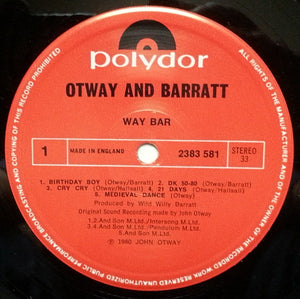 polydor
OTWAY AND BARRATT
WAY BAR
1
MADE IN ENGLAND
2383 581
STEREO
33
1. BIRTHDAY BOY (Otway/Barratt) 2. DK 50-80 (Otway/Barratt)
3. CRY CRY (Otway/Hallsall) 4. 21 DAYS (Otway/Hallsall)
5. MEDIEVAL DANCE (Otway)
Produced by Wild Willy Barratt
Original Sound Recording made by John Otway
1.2.And Son M.Ltd./Intersong M.
3.4.And Son M.Ltd./Pendulum M.Ltd.
5.And Son M.Ltd.
℗ 1980 JOHN OTWAY
ALL RIGHTS OF THE MANUFACTURER AND OF THE OWNER OF THE RECORDED WORK RESERVED UNAUTHORIZED PUBLIC PERFORMANCE BROADCASTING AND COPYING OF THIS RECORD PROHIBITED